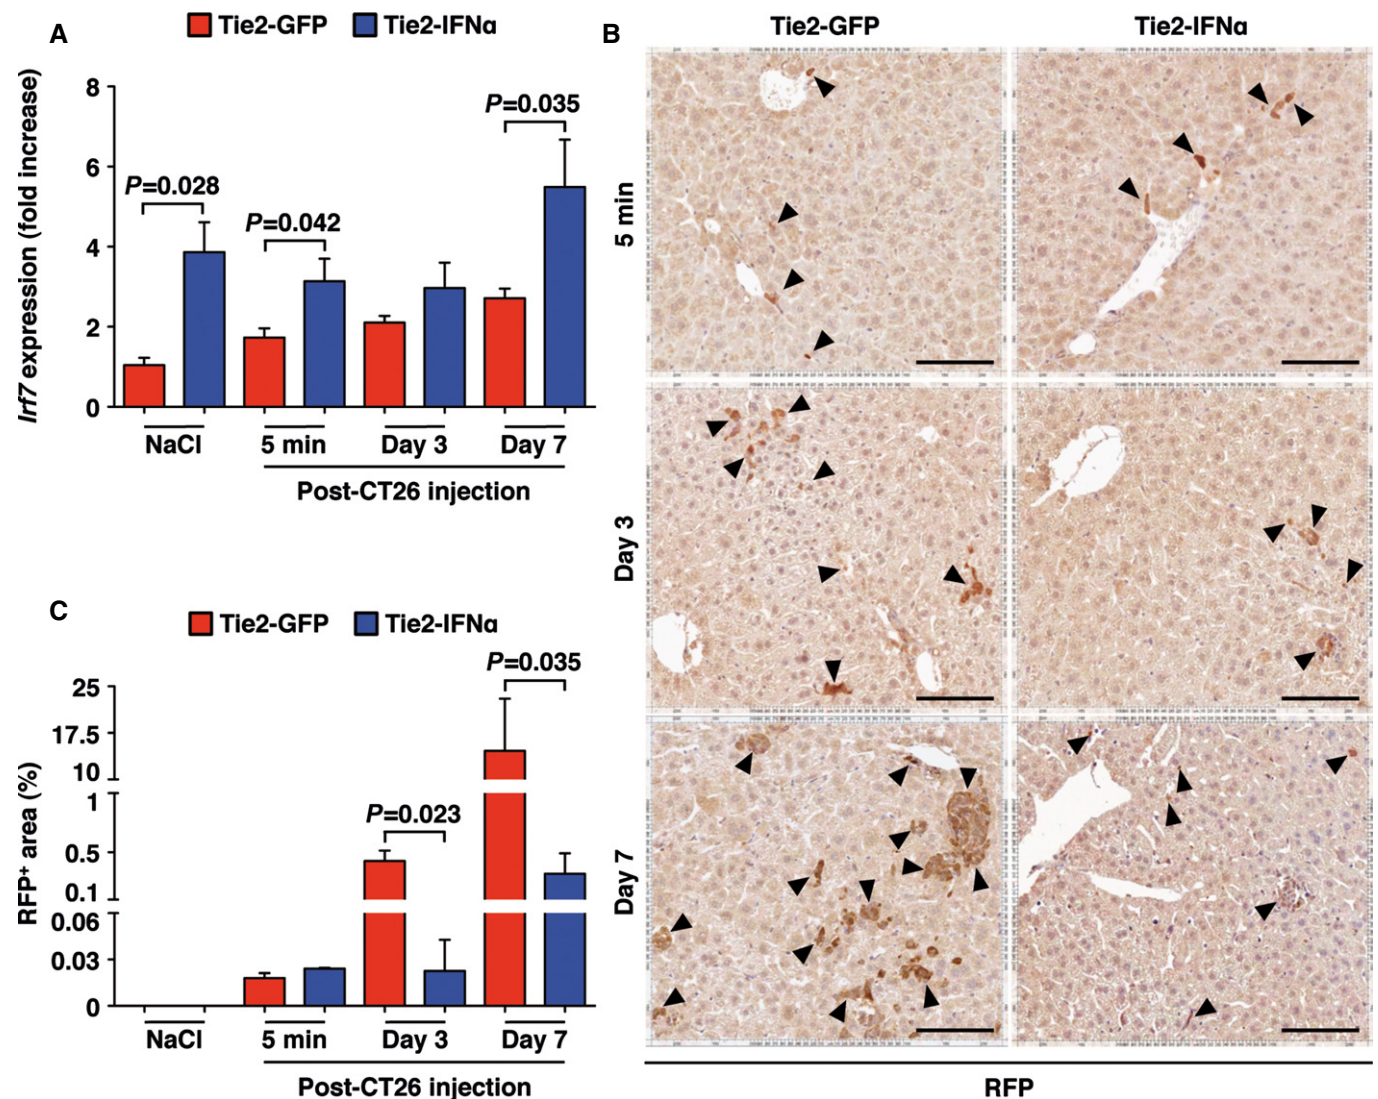 A
Tie2-GFP Tie2-IFNα
Irf7 expression (fold increase)
8
6
4
2
0
P=0.028
P=0.042
P=0.035
NaCl 5 min Day 3 Day 7
Post-CT26 injection
B
Tie2-GFP Tie2-IFNα
5 min
Day 3
Day 7
RFP
C
Tie2-GFP Tie2-IFNα
RFP+ area (%)
25
17.5
10
1
0.5
0.1
0.06
0.03
0
P=0.023
P=0.035
NaCl 5 min Day 3 Day 7
Post-CT26 injection